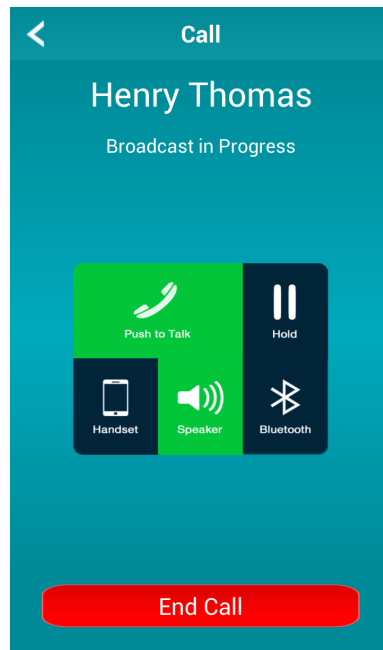 Call
Henry Thomas
Broadcast in Progress
Push to Talk
Hold
Handset
Speaker
Bluetooth
End Call